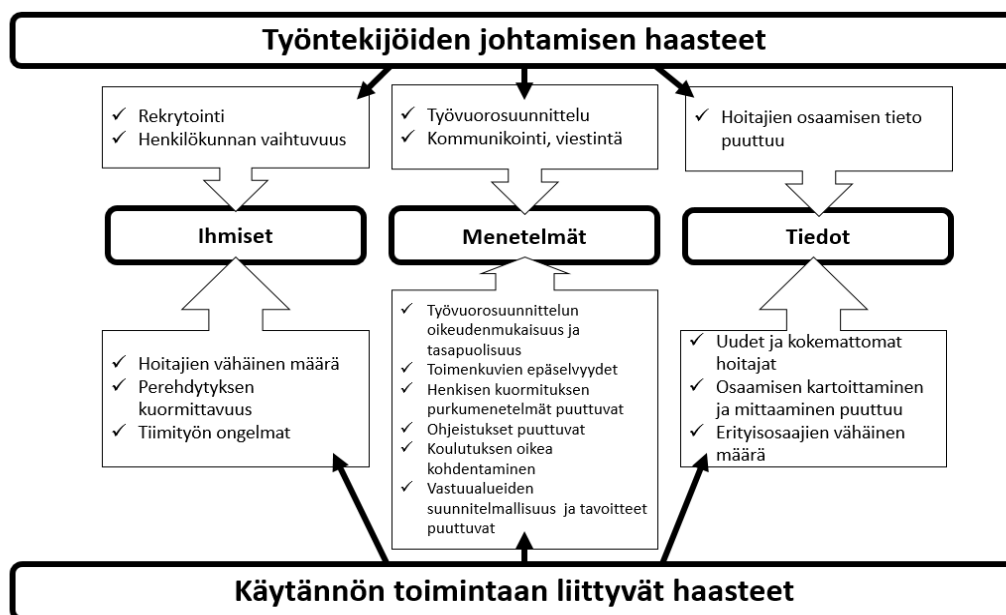 Työntekijöiden johtamisen haasteet
✓ Rekrytointi
✓ Henkilökunnan vaihtuvuus
✓ Työvuorosuunnittelu
✓ Kommunikointi, viestintä
✓ Hoitajien osaamisen tieto
puuttuu
Ihmiset
Menetelmät
Tiedot
✓ Hoitajien vähäinen määrä
✓ Perehdytyksen
kuormittavuus
✓ Tiimityön ongelmat
✓ Työvuorosuunnittelun
oikeudenmukaisuus ja
tasapuolisuus
✓ Toimenkuvien epäselvyydet
✓ Henkisen kuormituksen
purkumenetelmät puuttuvat
✓ Ohjeistukset puuttuvat
✓ Koulutuksen oikea
kohdentaminen
✓ Vastuualueiden
suunnitelmallisuus ja tavoitteet
puuttuvat
✓ Uudet ja kokemattomat
hoitajat
✓ Osaamisen kartoittaminen
ja mittaaminen puuttuu
✓ Erityisosaajien vähäinen
määrä
Käytännön toimintaan liittyvät haasteet